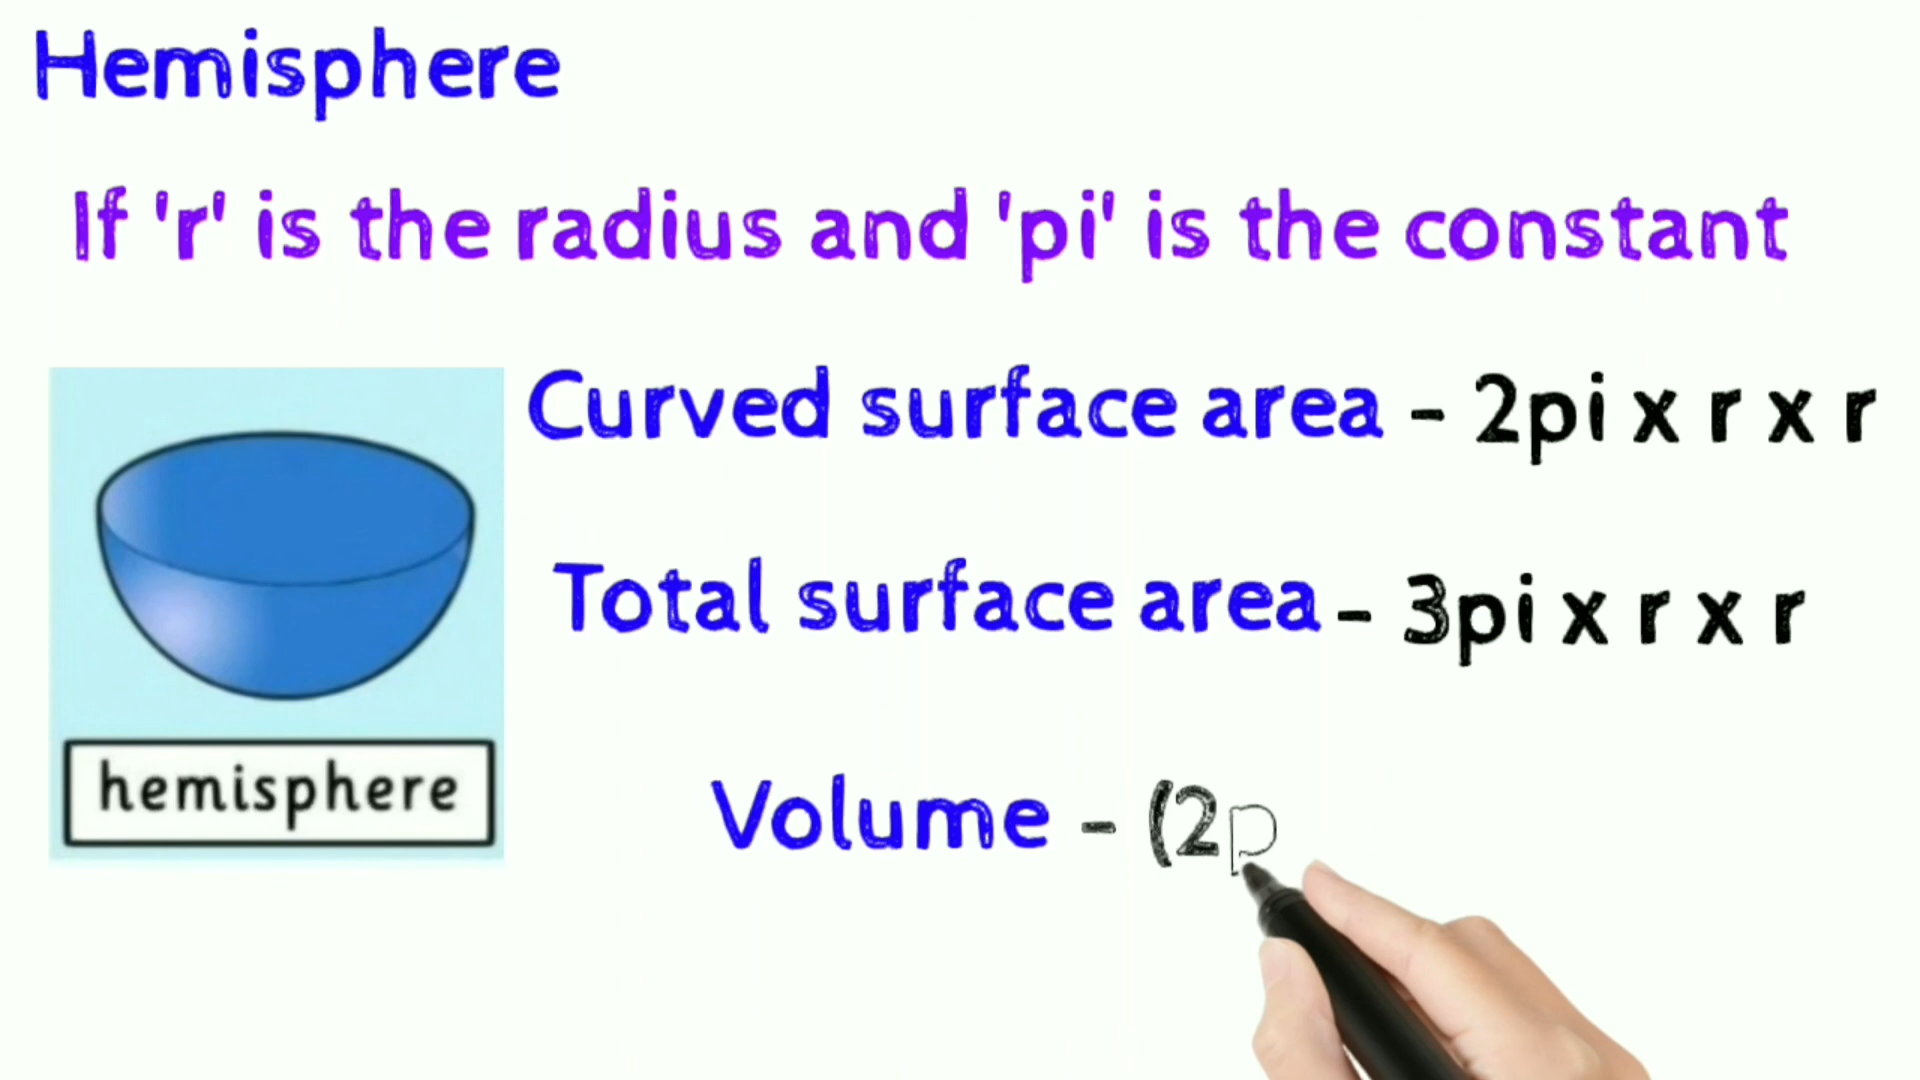 Hemisphere
If 'r' is the radius and 'pi' is the constant
Curved surface area - 2pi x r x r
Total surface area - 3pi x r x r
hemisphere
Volume - (2p